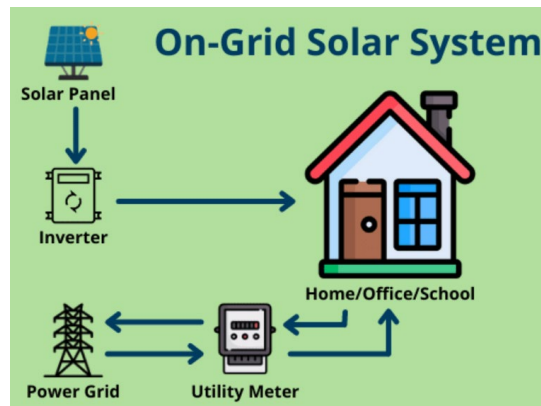 On-Grid Solar System
Solar Panel
Inverter
Home/Office/School
Power Grid
Utility Meter